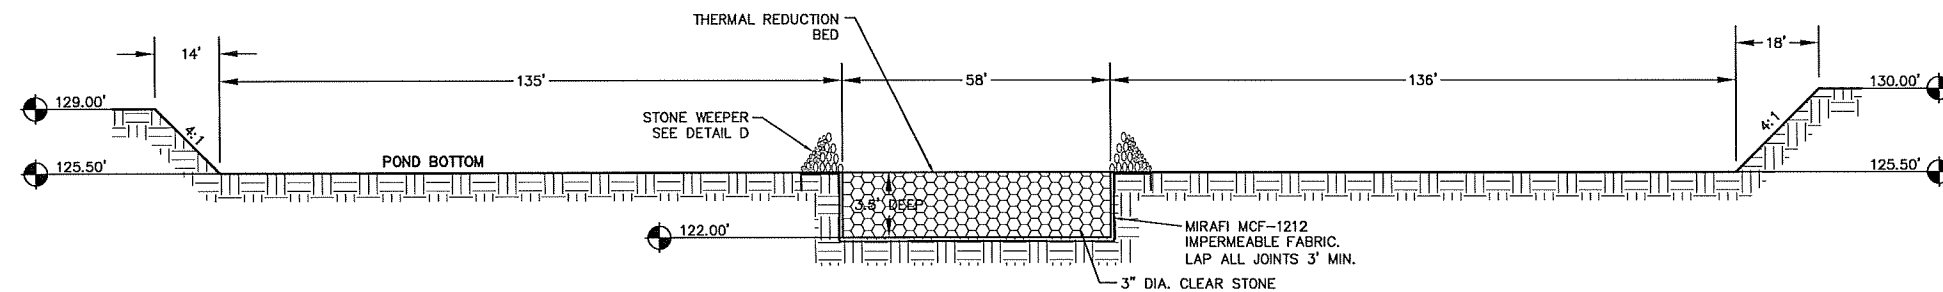 THERMAL REDUCTION
BED
14'
18'
135'
58'
136'
129.00'
130.00'
4:1
STONE WEEPER
SEE DETAIL D
4:1
POND BOTTOM
125.50'
125.50'
3.5' DEEP
122.00'
MIRAFI MCF-1212
IMPERMEABLE FABRIC.
LAP ALL JOINTS 3' MIN.
3" DIA. CLEAR STONE